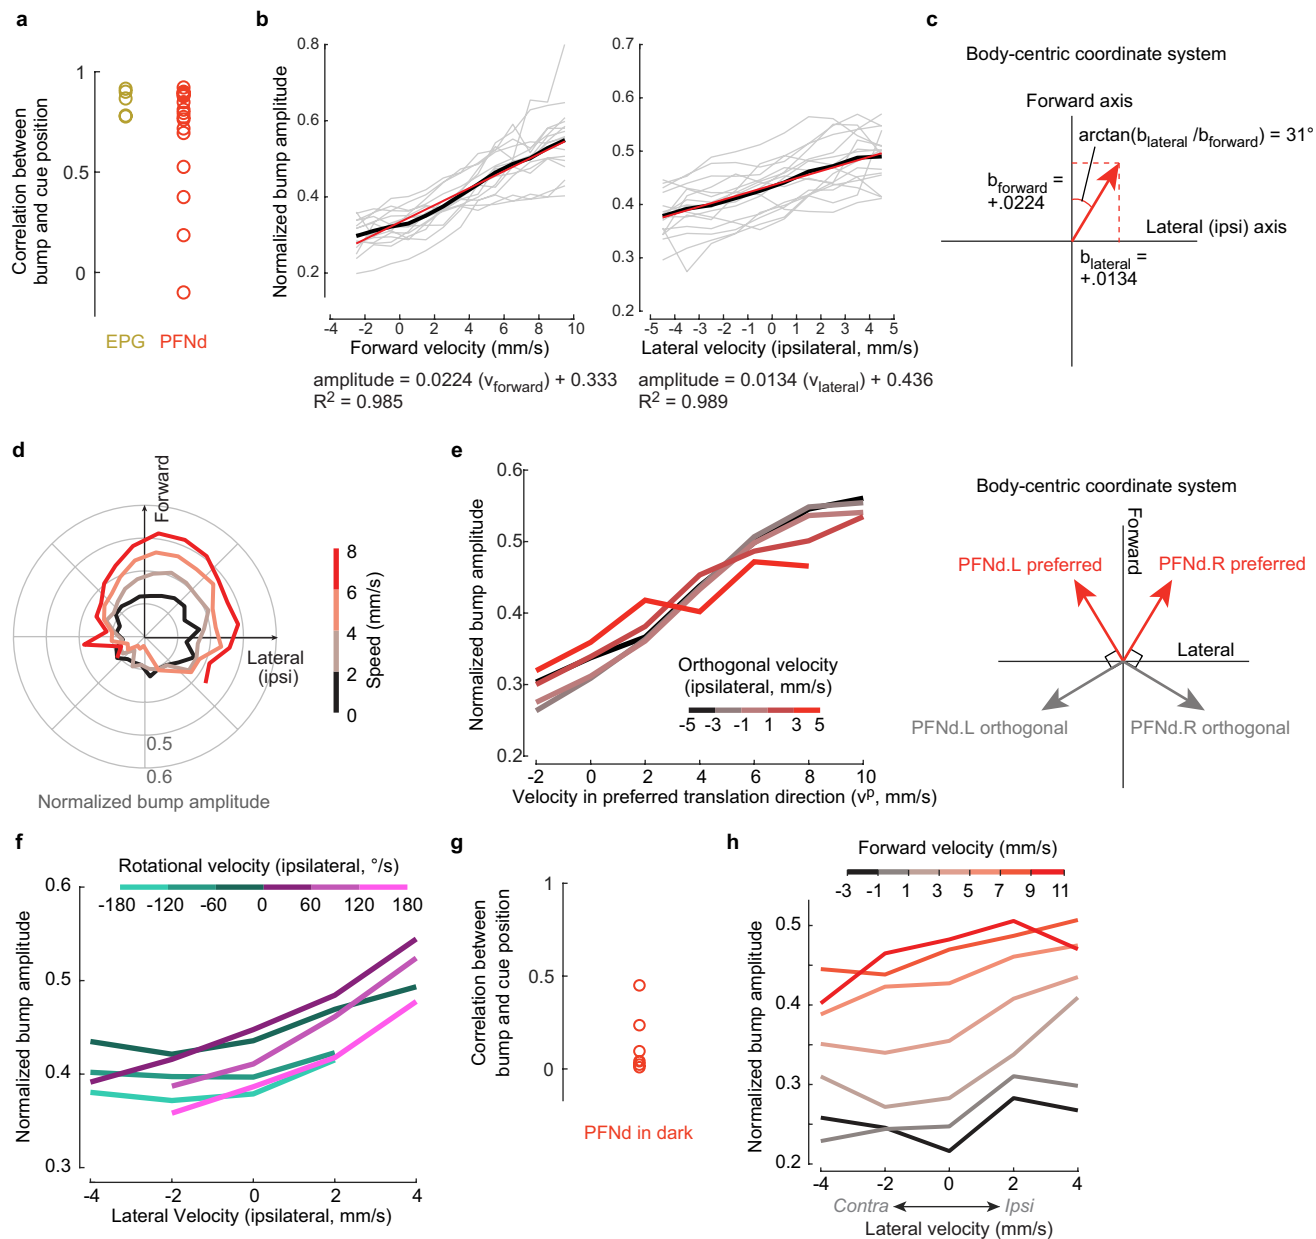 a
Correlation between
bump and cue position
1
0.5
0
EPG
PFNd
b
Normalized bump amplitude
0.8
0.6
0.4
0.2
-4 -2 0 2 4 6 8 10
Forward velocity (mm/s)
amplitude = 0.0224 (vforward) + 0.333
R2 = 0.985
0.7
0.6
0.5
0.4
0.3
0.2
-5 -4 -3 -2 -1 0 1 2 3 4 5
Lateral velocity (ipsilateral, mm/s)
amplitude = 0.0134 (vlateral) + 0.436
R2 = 0.989
c
Body-centric coordinate system
Forward axis
arctan(blateral /bforward) = 31°
bforward =
+.0224
Lateral (ipsi) axis
blateral =
+.0134
d
Forward
Lateral
(ipsi)
0.5
0.6
Normalized bump amplitude
8
6
4
2
0
Speed (mm/s)
e
Normalized bump amplitude
0.6
0.5
0.4
0.3
0.2
Orthogonal velocity
(ipsilateral, mm/s)
-5 -3 -1 1 3 5
-2 0 2 4 6 8 10
Velocity in preferred translation direction (vp, mm/s)
Body-centric coordinate system
Forward
PFNd.L preferred
PFNd.R preferred
Lateral
PFNd.L orthogonal
PFNd.R orthogonal
f
Rotational velocity (ipsilateral, °/s)
-180 -120 -60 0 60 120 180
Normalized bump amplitude
0.6
0.5
0.4
0.3
-4 -2 0 2 4
Lateral Velocity (ipsilateral, mm/s)
g
Correlation between
bump and cue position
1
0.5
0
PFNd in dark
h
Forward velocity (mm/s)
-3 -1 1 3 5 7 9 11
Normalized bump amplitude
0.5
0.4
0.3
0.2
-4 -2 0 2 4
Contra Ipsi
Lateral velocity (mm/s)